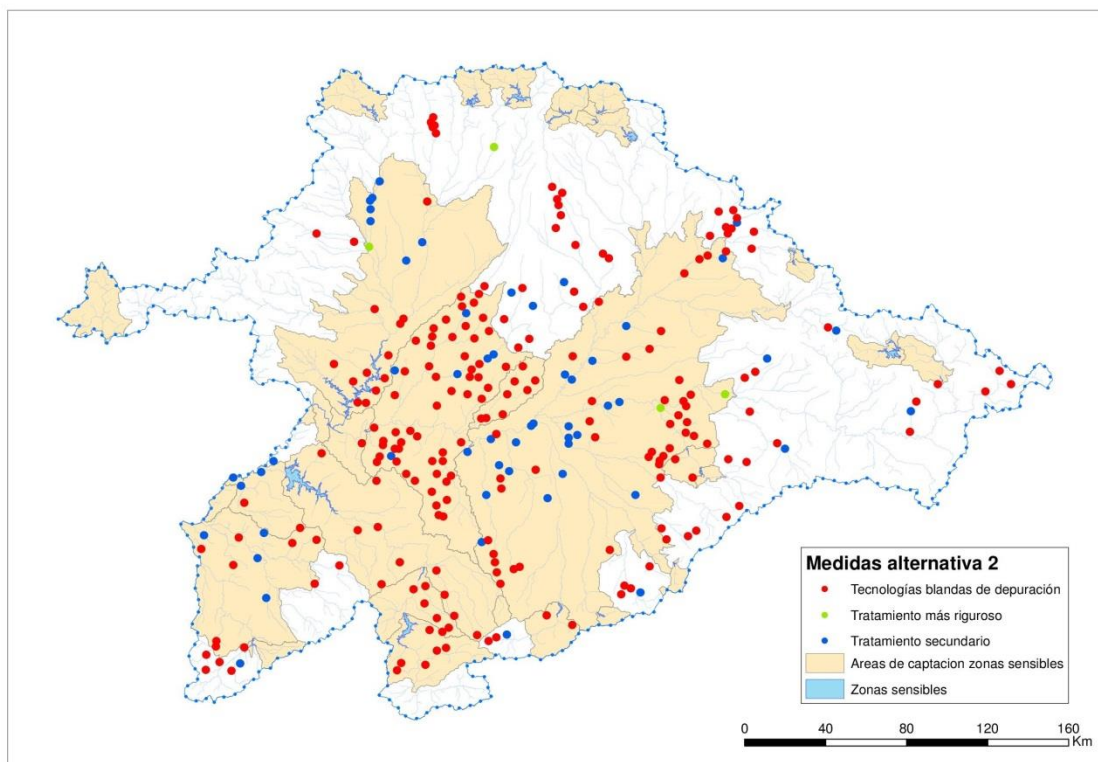 Medidas alternativa 2
Tecnologías blandas de depuración
Tratamiento más riguroso
Tratamiento secundario
Areas de captacion zonas sensibles
Zonas sensibles
0 40 80 120 160
Km